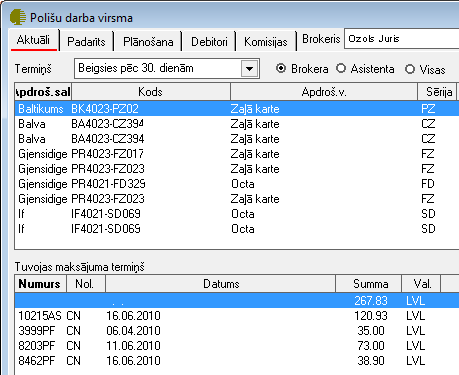 Polišu darba virsma
Aktuāli Padarīts Plānošana Debitori Komisijas Brokeris Ozols Juris
Termiņš Beigsies pēc 30. dienām Brokera Asistenta Visas
Apdroš.sal Kods Apdroš.v. Sērija
Baltikums BK4023-PZ02 Zaļā karte PZ
Balva BA4023-CZ394 Zaļā karte CZ
Balva BA4023-CZ394 Zaļā karte CZ
Gjensidige PR4023-FZ017 Zaļā karte FZ
Gjensidige PR4023-FZ023 Zaļā karte FZ
Gjensidige PR4021-FD329 Octa FD
Gjensidige PR4023-FZ023 Zaļā karte FZ
If IF4021-SD069 Octa SD
If IF4021-SD069 Octa SD
Tuvojas maksājuma termiņš
Numurs Nol. Datums Summa Val.
. . 267.83 LVL
10215AS CN 16.06.2010 120.93 LVL
3999PF CN 06.04.2010 35.00 LVL
8203PF CN 11.06.2010 73.00 LVL
8462PF CN 16.06.2010 38.90 LVL